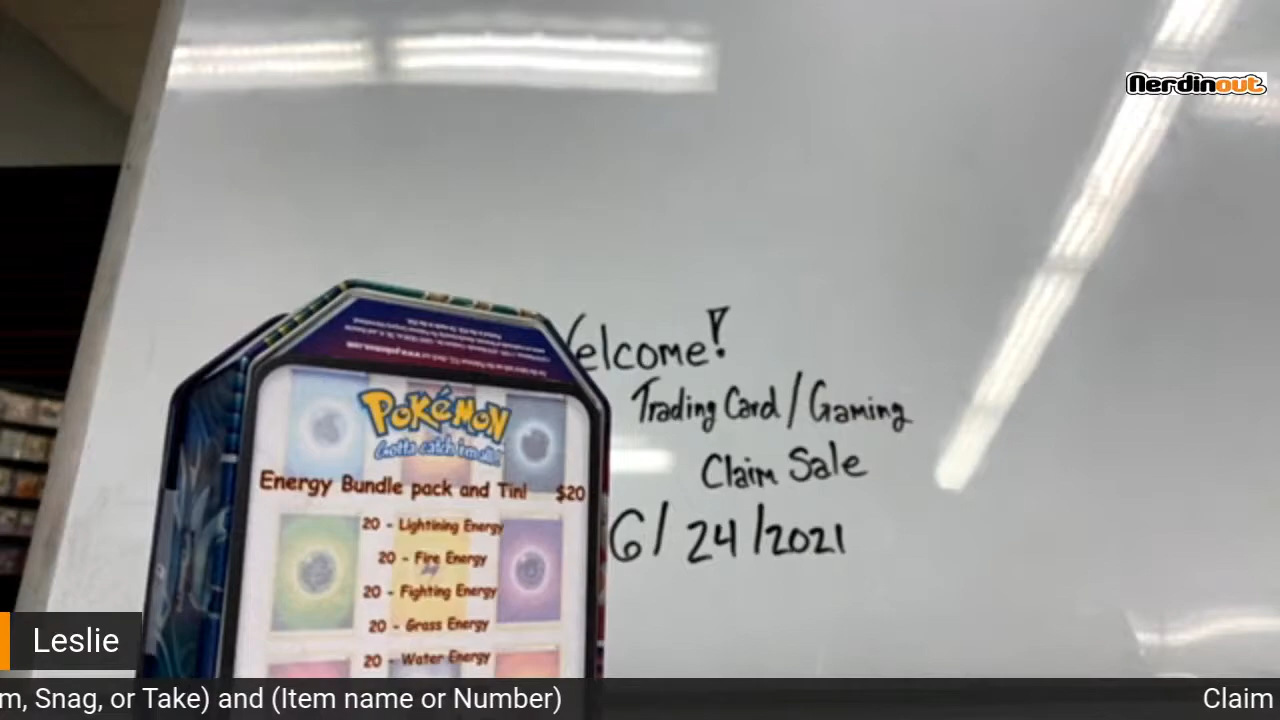 Nerdinout
Welcome!
Trading Card / Gaming
Claim Sale
6/24/2021
POKéMON
Gotta catch 'em all!
Energy Bundle pack and Tin! $20
20 - Lightining Energy
20 - Fire Energy
20 - Fighting Energy
20 - Grass Energy
20 - Water Energy
Leslie
m, Snag, or Take) and (Item name or Number)
Claim